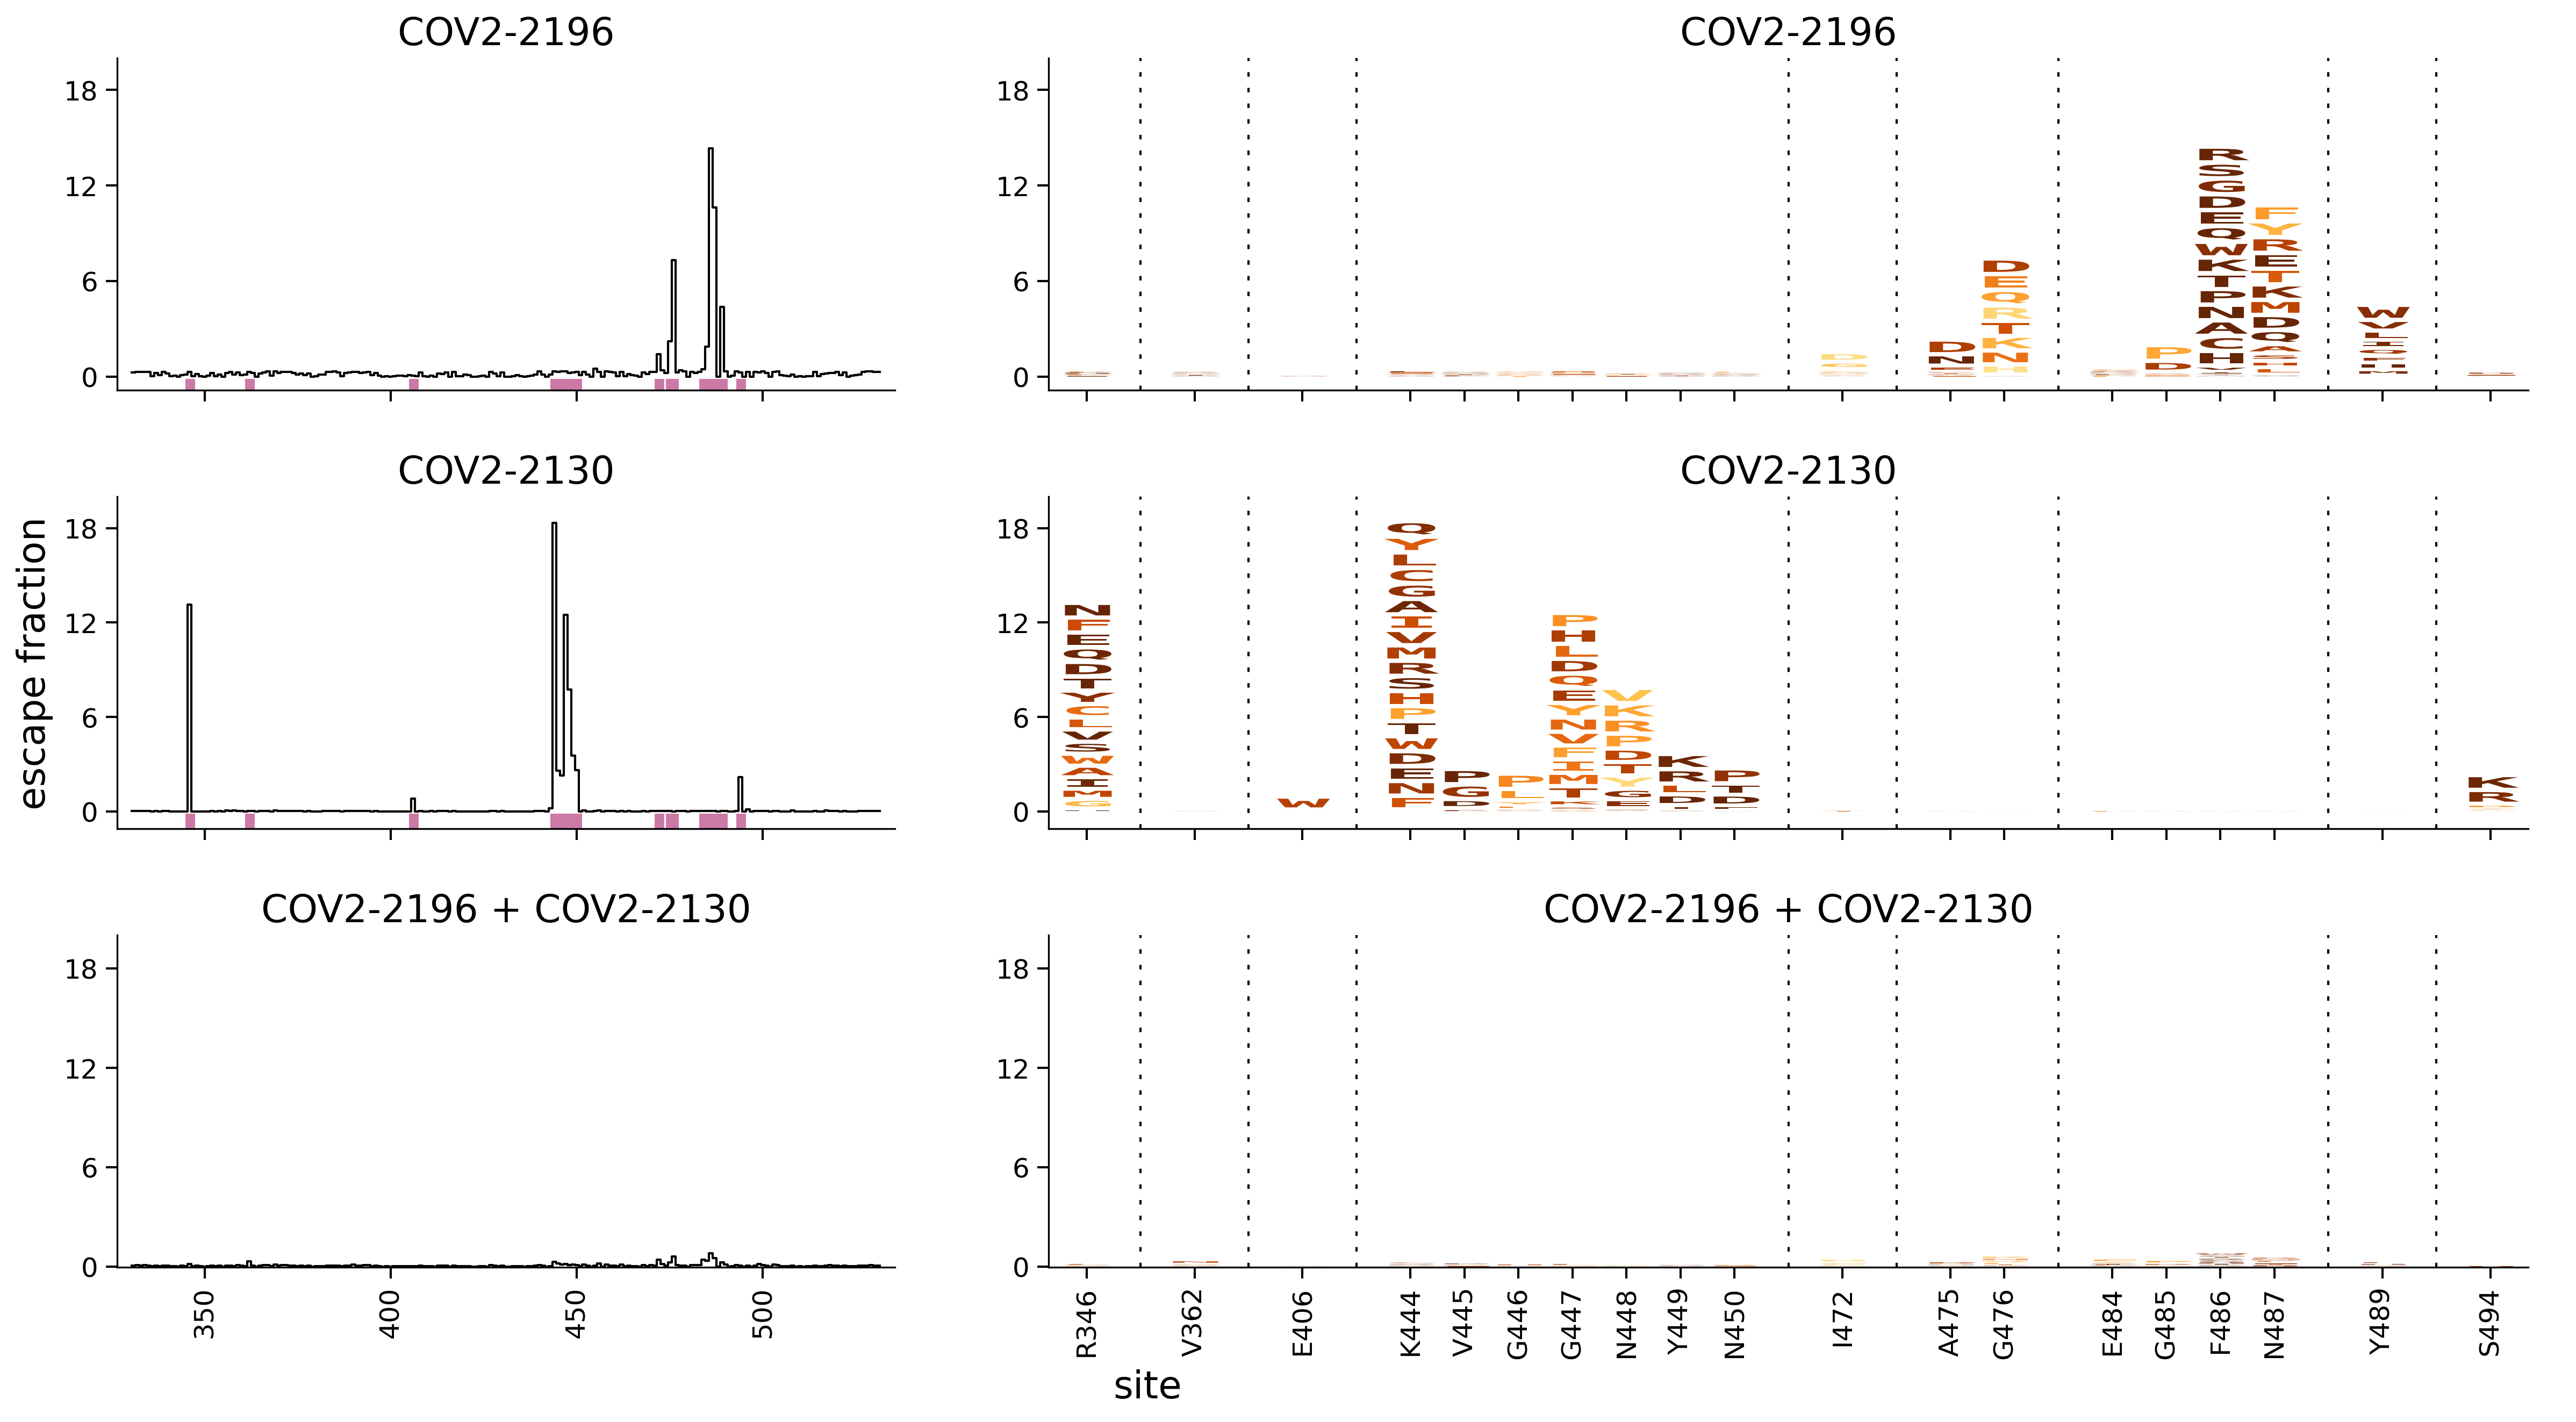 COV2-2196
18
12
6
0
COV2-2196
18
12
6
0
D
N
D
E
Q
R
T
K
N
H
P
D
R
S
G
D
E
Q
W
K
T
P
N
A
C
H
F
Y
R
E
T
K
M
D
Q
A
W
V
escape fraction
COV2-2130
18
12
6
0
COV2-2130
18
12
6
0
N
F
E
Q
D
T
Y
C
L
V
S
W
A
I
M
G
W
Q
Y
L
C
G
A
I
V
M
R
S
H
P
T
W
D
E
N
F
P
G
D
P
L
P
H
L
D
Q
E
Y
N
V
F
I
M
T
K
V
K
R
P
D
T
Y
G
E
K
R
L
D
P
I
D
K
R
COV2-2196 + COV2-2130
18
12
6
0
350
400
450
500
COV2-2196 + COV2-2130
18
12
6
0
R346
V362
E406
K444
V445
G446
G447
N448
Y449
N450
I472
A475
G476
E484
G485
F486
N487
Y489
S494
site